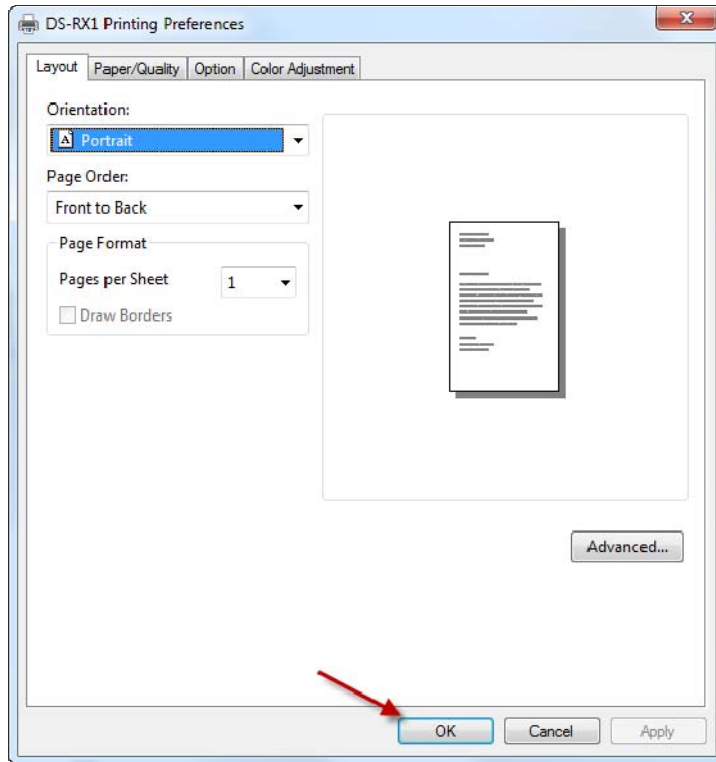 DS-RX1 Printing Preferences
Layout
Paper/Quality
Option
Color Adjustment
Orientation:
A Portrait
Page Order:
Front to Back
Page Format
Pages per Sheet 1
Draw Borders
Advanced...
OK
Cancel
Apply